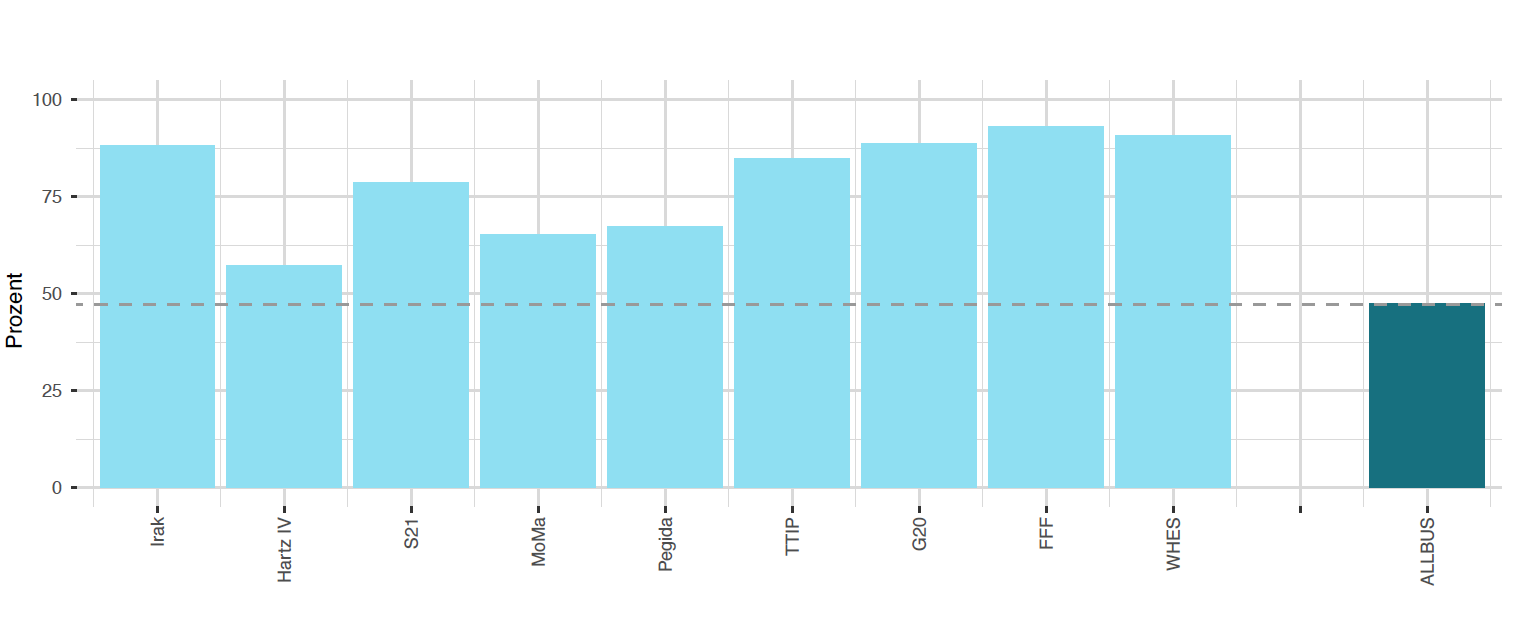 100
75
50
25
0
Prozent
Irak
Hartz IV
S21
MoMa
Pegida
TTIP
G20
FFF
WHES
ALLBUS